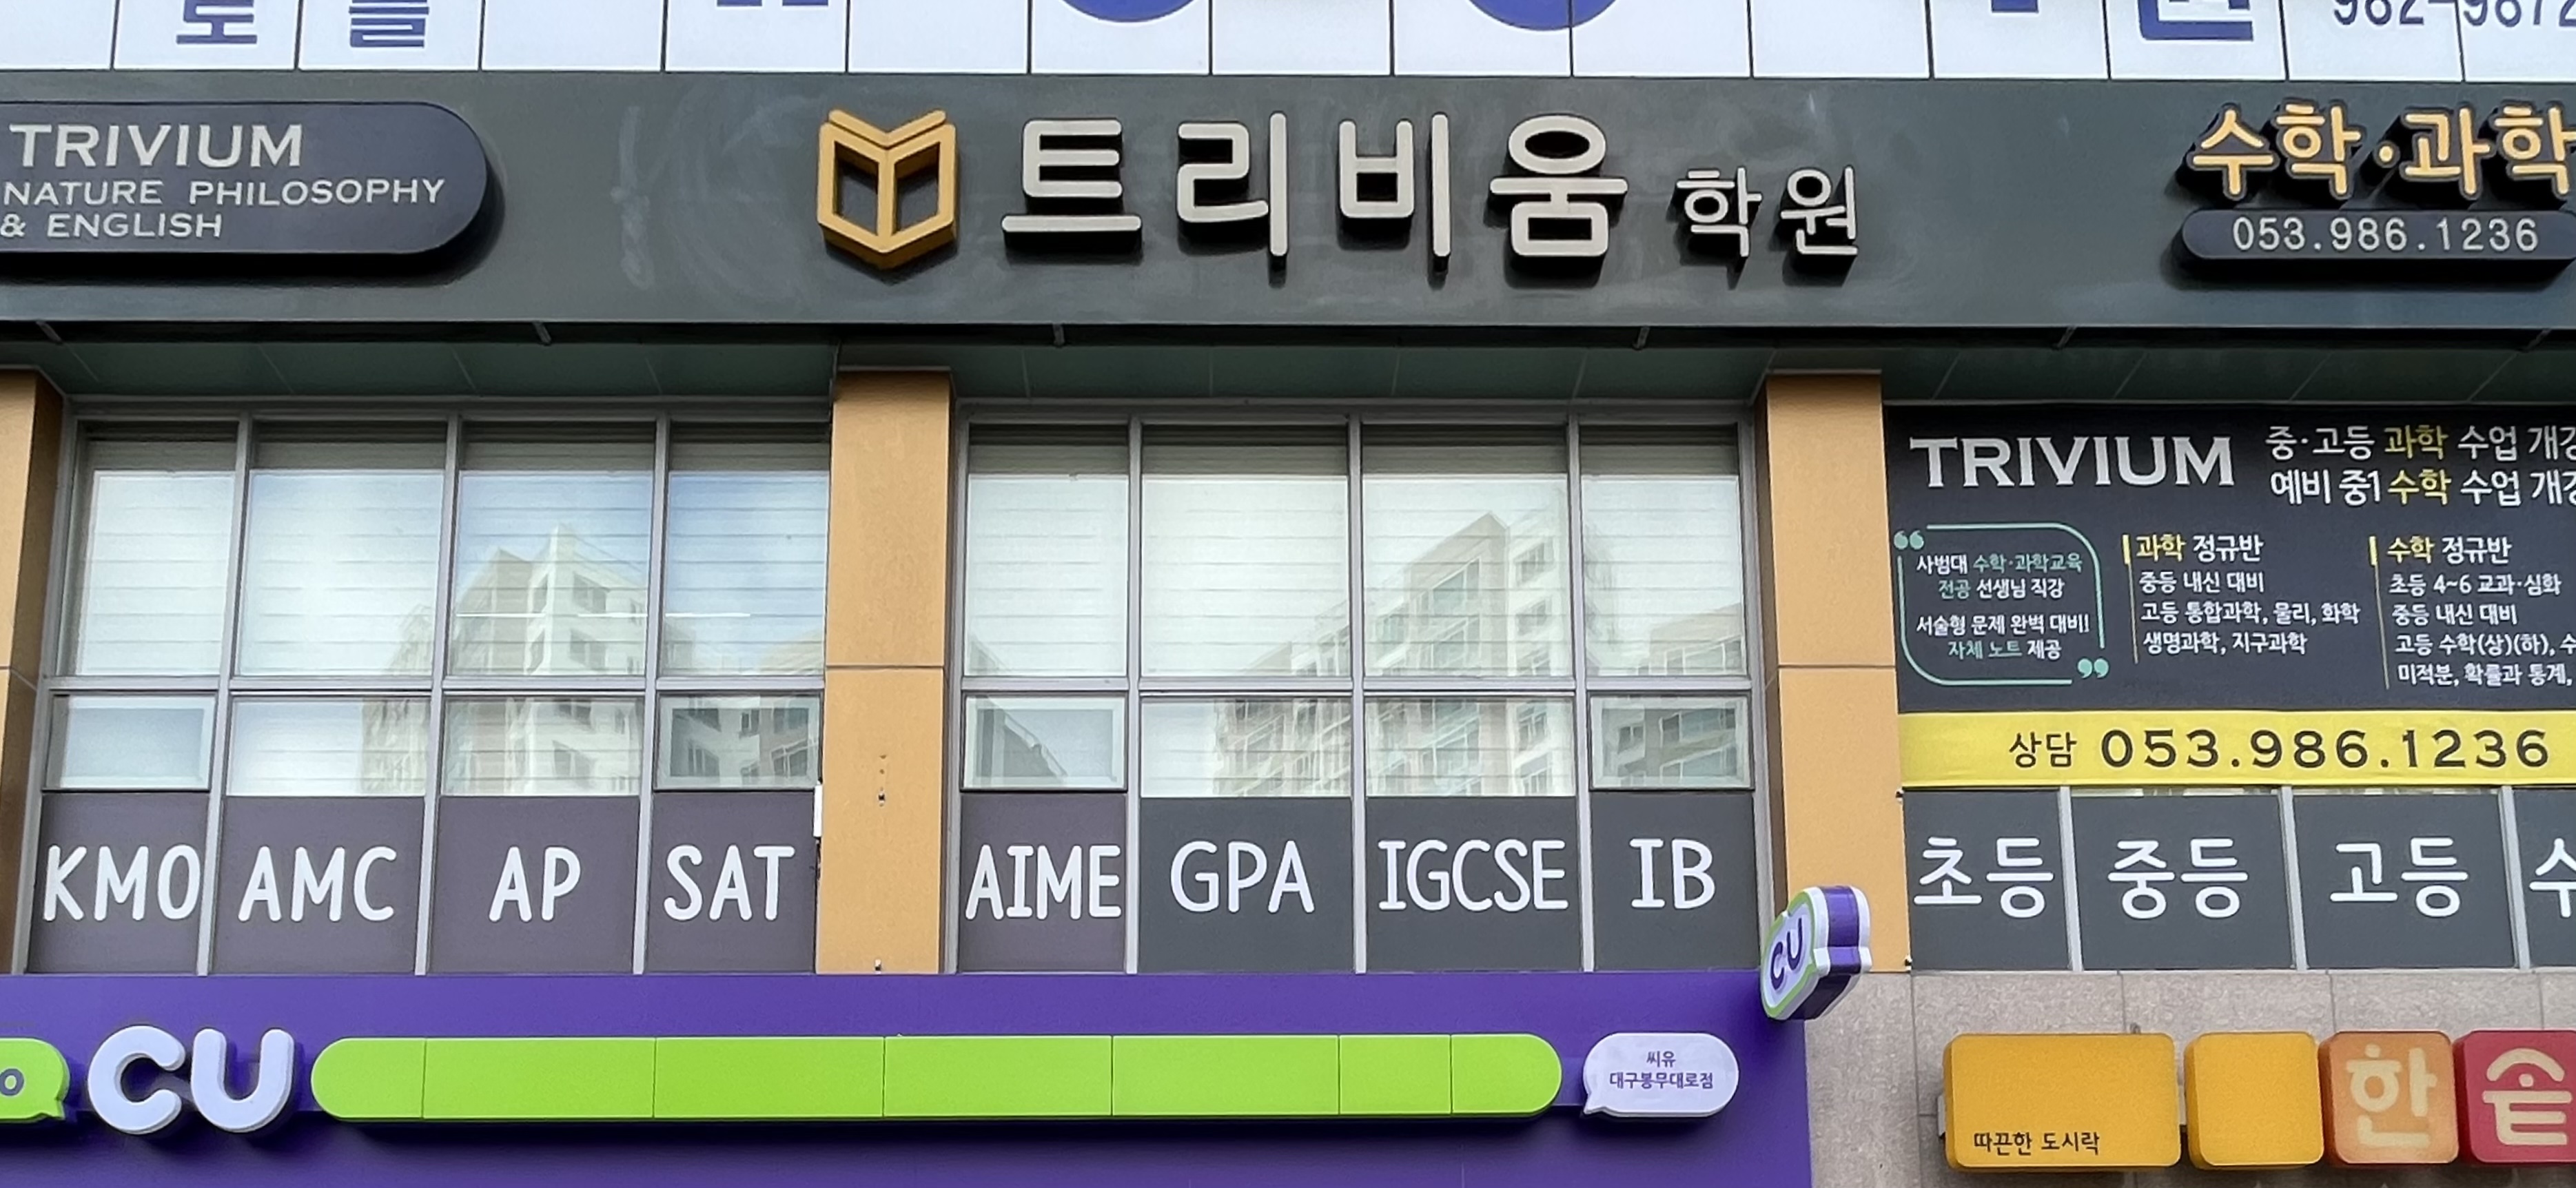 TRIVIUM
NATURE PHILOSOPHY
& ENGLISH
트리비움 학원
수학·과학
053.986.1236
TRIVIUM
중·고등 과학 수업
예비 중1 수학 수업
사범대 수학·과학교육
전공 선생님 직강
서술형 문제 완벽 대비!
자체 노트 제공
과학 정규반
중등 내신 대비
고등 통합과학, 물리, 화학
생명과학, 지구과학
수학 정규반
초등 4~6 교과·심화
중등 내신 대비
고등 수학(상)(하),
미적분, 확률과 통계,
상담 053.986.1236
KMO AMC AP SAT AIME GPA IGCSE IB
초등 중등 고등
CU
CU
씨유
대구봉무대로점
따끈한 도시락
한솥